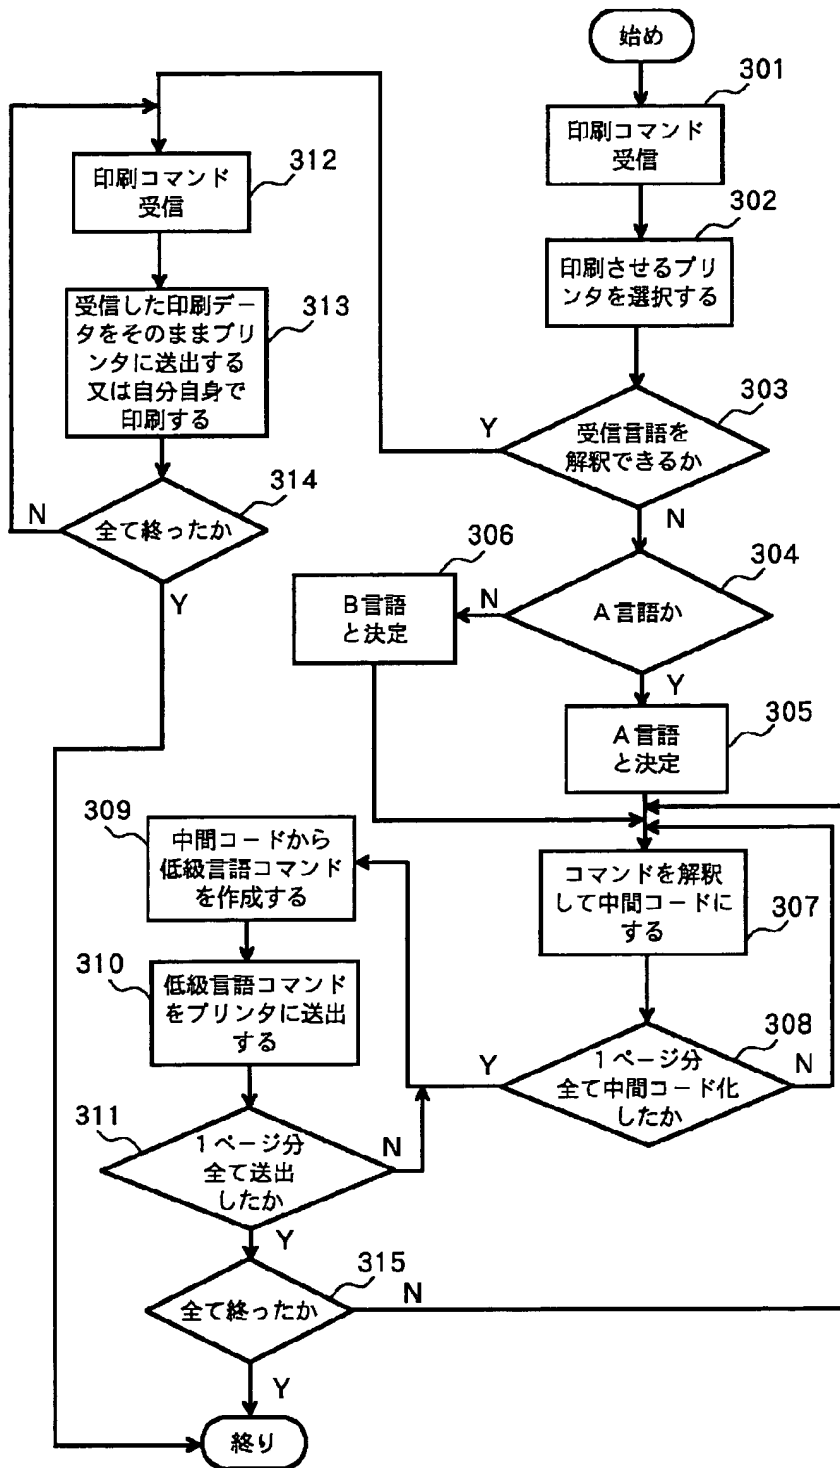 始め
301
印刷コマンド
受信
302
印刷させるプリ
ンタを選択する
303
受信言語を
解釈できるか
Y
N
304
A言語か
N
Y
306
B言語
と決定
305
A言語
と決定
307
コマンドを解釈
して中間コードに
する
308
1ページ分
全て中間コード化
したか
Y
N
309
中間コードから
低級言語コマンド
を作成する
310
低級言語コマンド
をプリンタに送出
する
311
1ページ分
全て送出
したか
N
Y
315
全て終ったか
N
Y
終り
312
印刷コマンド
受信
313
受信した印刷デー
タをそのままプリ
ンタに送出する
又は自分自身で
印刷する
314
全て終ったか
N
Y